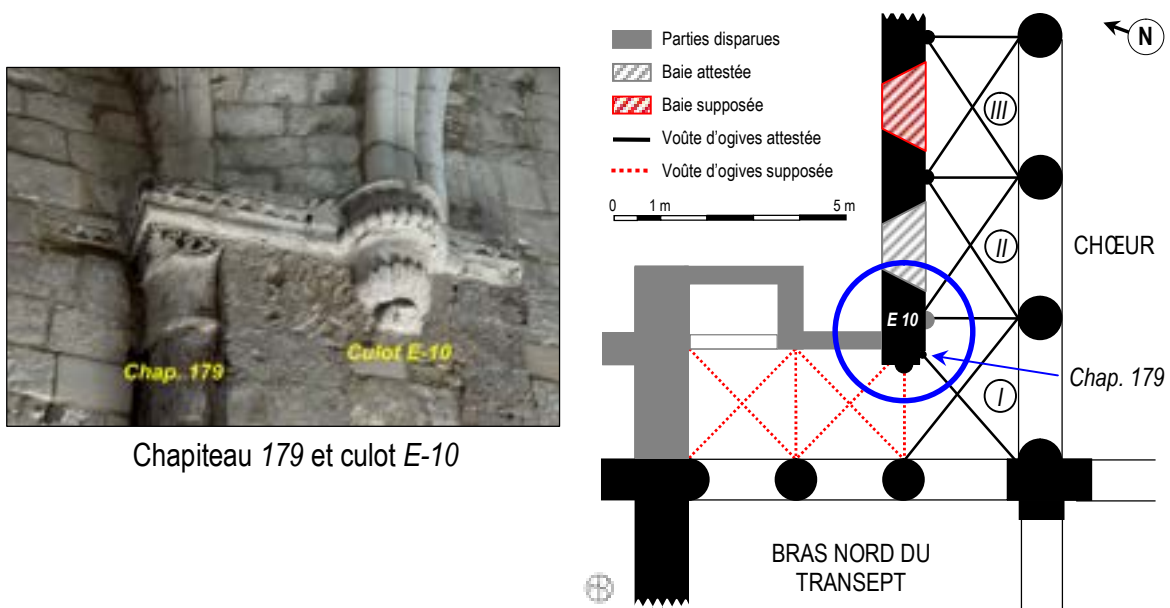 Chap. 179
Culot E-10
Chapiteau 179 et culot E-10
Parties disparues
Baie attestée
Baie supposée
Voûte d'ogives attestée
Voûte d'ogives supposée
0 1 m 5 m
N
III
II
CHŒUR
E 10
Chap. 179
I
BRAS NORD DU
TRANSEPT